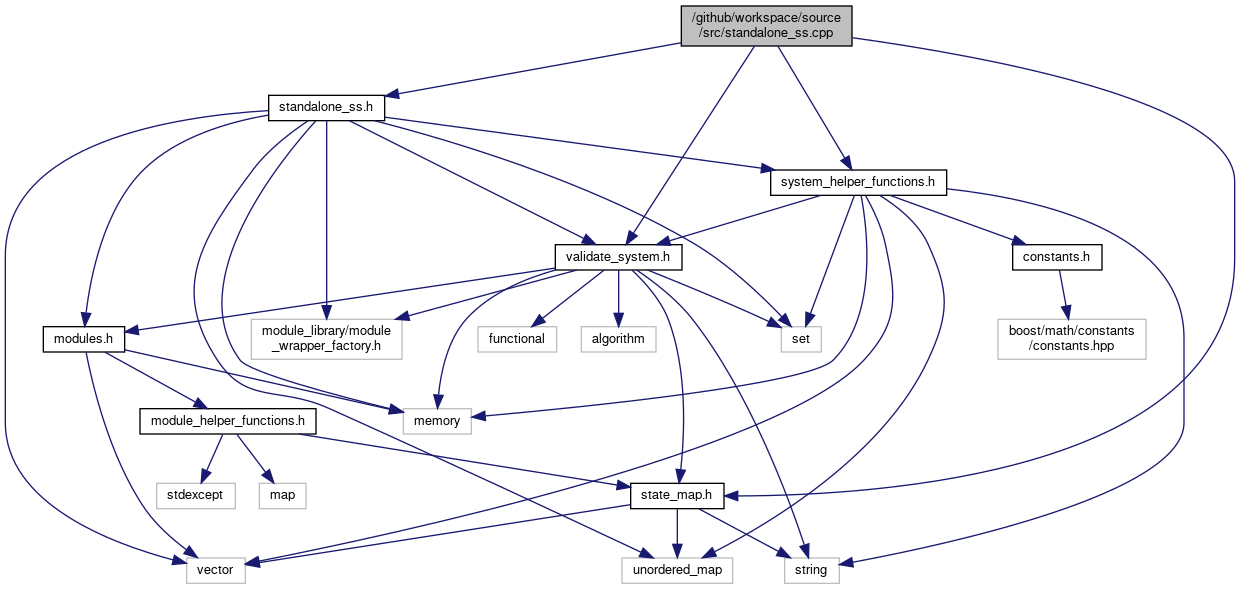 /github/workspace/source
/src/standalone_ss.cpp
standalone_ss.h
system_helper_functions.h
validate_system.h
constants.h
modules.h
module_library/module
_wrapper_factory.h
functional
algorithm
set
boost/math/constants
/constants.hpp
module_helper_functions.h
memory
stdexcept
map
state_map.h
vector
unordered_map
string